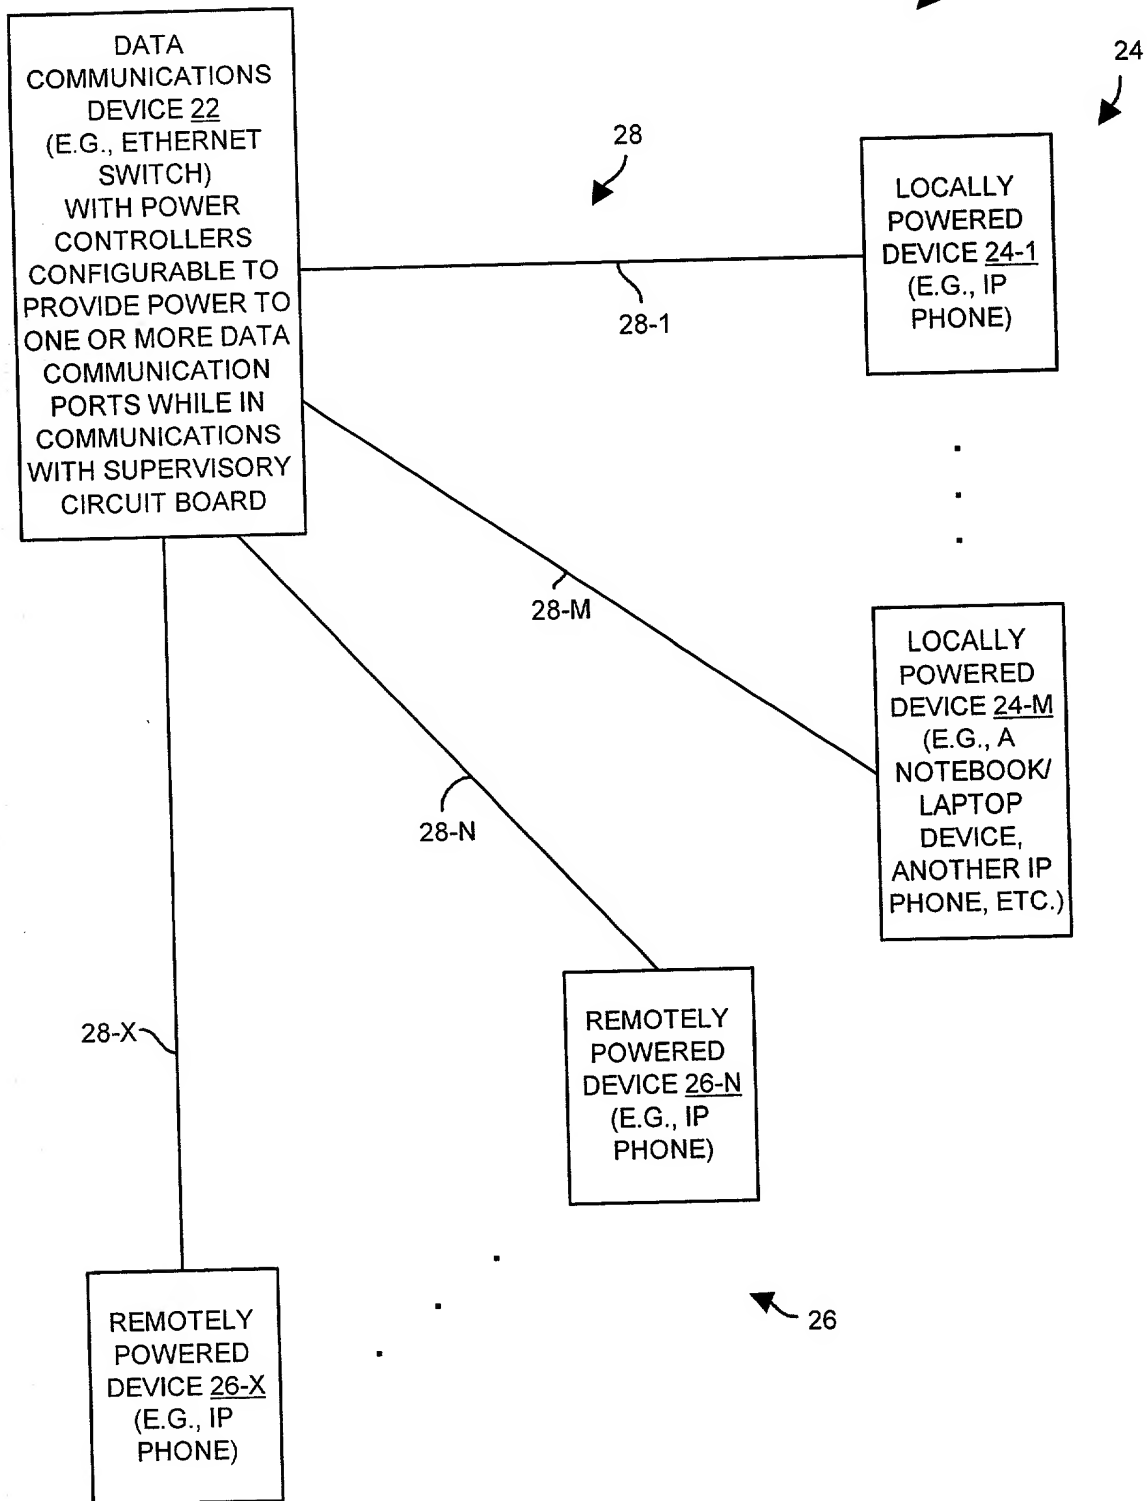 DATA
COMMUNICATIONS
DEVICE 22
(E.G., ETHERNET
SWITCH)
WITH POWER
CONTROLLERS
CONFIGURABLE TO
PROVIDE POWER TO
ONE OR MORE DATA
COMMUNICATION
PORTS WHILE IN
COMMUNICATIONS
WITH SUPERVISORY
CIRCUIT BOARD
24
28
LOCALLY
POWERED
DEVICE 24-1
(E.G., IP
PHONE)
28-1
28-M
LOCALLY
POWERED
DEVICE 24-M
(E.G., A
NOTEBOOK/
LAPTOP
DEVICE,
ANOTHER IP
PHONE, ETC.)
28-N
REMOTELY
POWERED
DEVICE 26-N
(E.G., IP
PHONE)
28-X
26
REMOTELY
POWERED
DEVICE 26-X
(E.G., IP
PHONE)